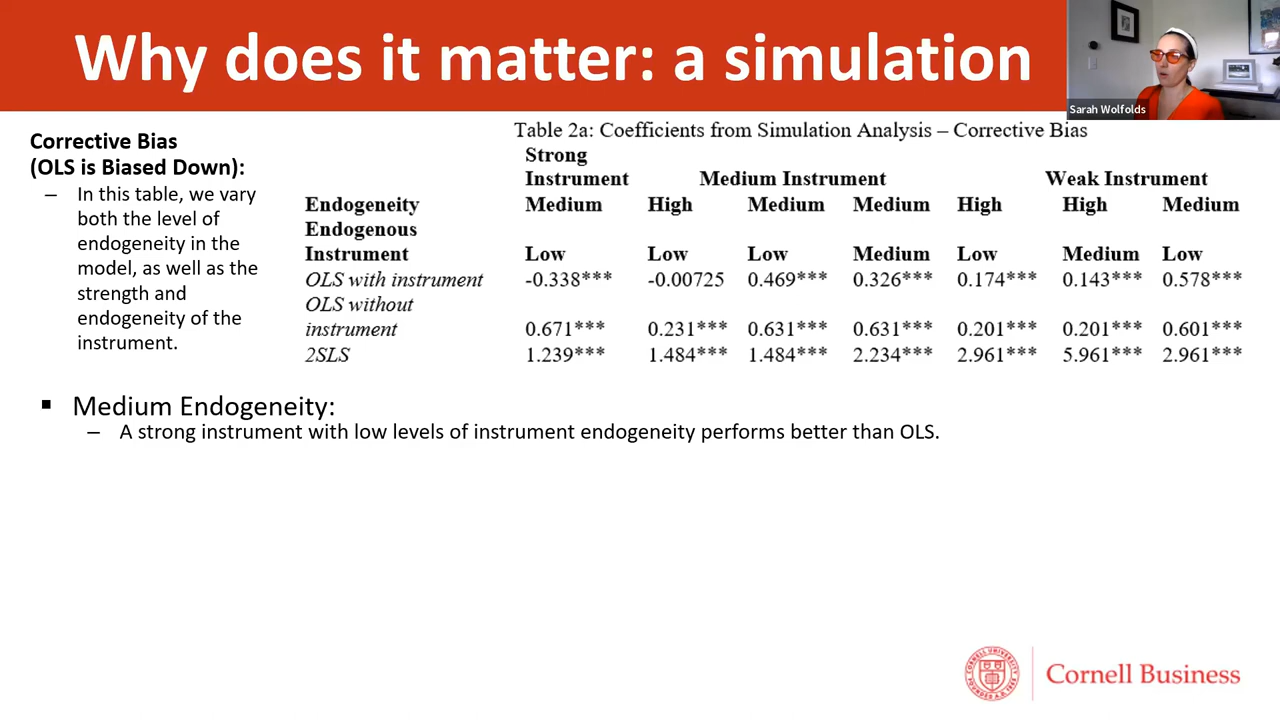 Why does it matter: a simulation
Sarah Wolfolds
Corrective Bias
(OLS is Biased Down):
– In this table, we vary
both the level of
endogeneity in the
model, as well as the
strength and
endogeneity of the
instrument.
Table 2a: Coefficients from Simulation Analysis – Corrective Bias
Strong
Instrument Medium Instrument Weak Instrument
Endogeneity Medium High Medium Medium High High Medium
Endogenous
Instrument Low Low Low Medium Low Medium Low
OLS with instrument -0.338*** -0.00725 0.469*** 0.326*** 0.174*** 0.143*** 0.578***
OLS without
instrument 0.671*** 0.231*** 0.631*** 0.631*** 0.201*** 0.201*** 0.601***
2SLS 1.239*** 1.484*** 1.484*** 2.234*** 2.961*** 5.961*** 2.961***
▪ Medium Endogeneity:
– A strong instrument with low levels of instrument endogeneity performs better than OLS.
Cornell Business